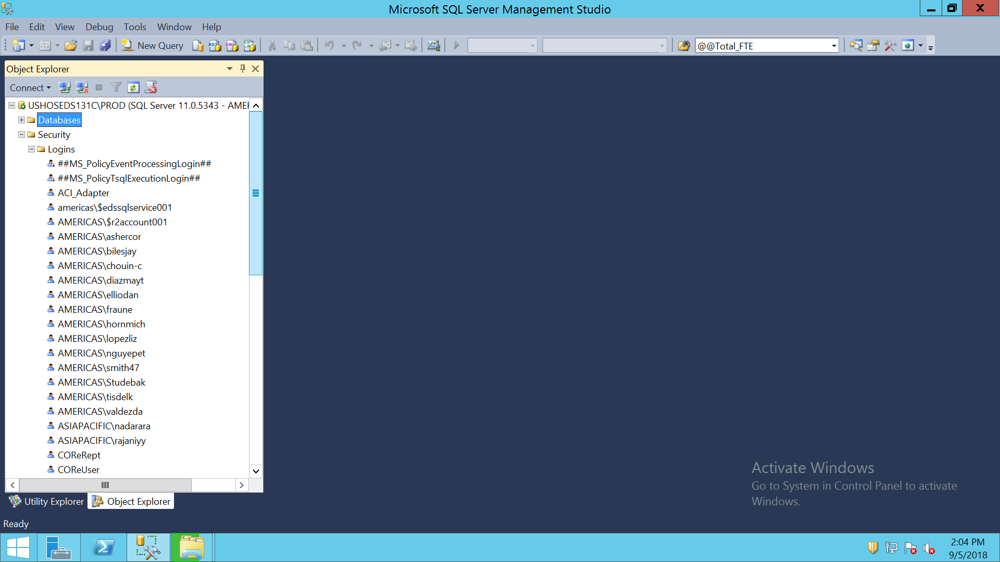 Microsoft SQL Server Management Studio
File Edit View Debug Tools Window Help
New Query
@@Total_FTE
Object Explorer
Connect
USHOSEDS131C\PROD (SQL Server 11.0.5343 - AMER
Databases
Security
Logins
##MS_PolicyEventProcessingLogin##
##MS_PolicyTsqlExecutionLogin##
ACI_Adapter
americas\$edssqlservice001
AMERICAS\$r2account001
AMERICAS\ashercor
AMERICAS\bilesjay
AMERICAS\chouin-c
AMERICAS\diazmayt
AMERICAS\elliodan
AMERICAS\fraune
AMERICAS\hornmich
AMERICAS\lopezliz
AMERICAS\nguyepet
AMERICAS\smith47
AMERICAS\Studebak
AMERICAS\tisdelk
AMERICAS\valdezda
ASIAPACIFIC\nadarara
ASIAPACIFIC\rajaniyy
COReRept
COReUser
Utility Explorer
Object Explorer
Activate Windows
Go to System in Control Panel to activate
Windows.
Ready
2:04 PM
9/5/2018